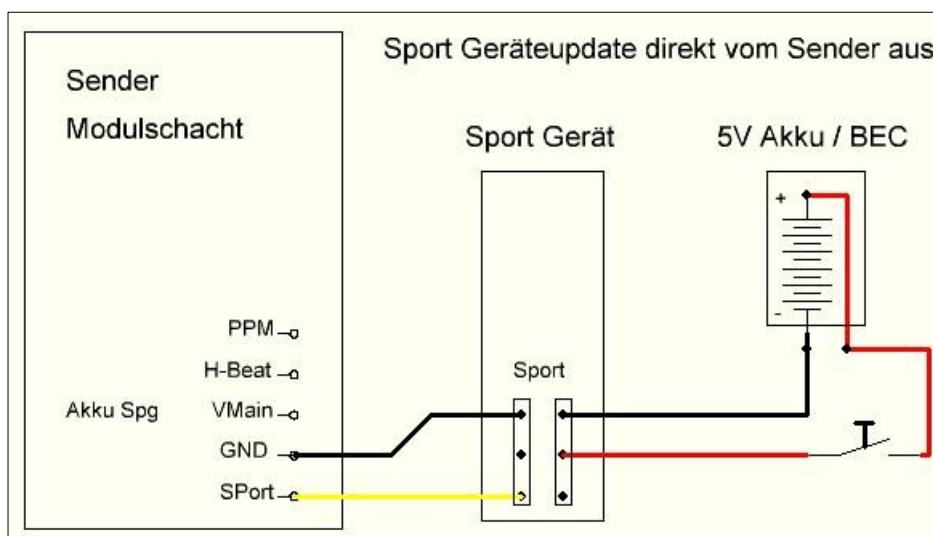 Sport Geräteupdate direkt vom Sender aus
Sender
Modulschacht
Sport Gerät
5V Akku / BEC
+
-
PPM
H-Beat
Akku Spg VMain
GND
SPort
Sport